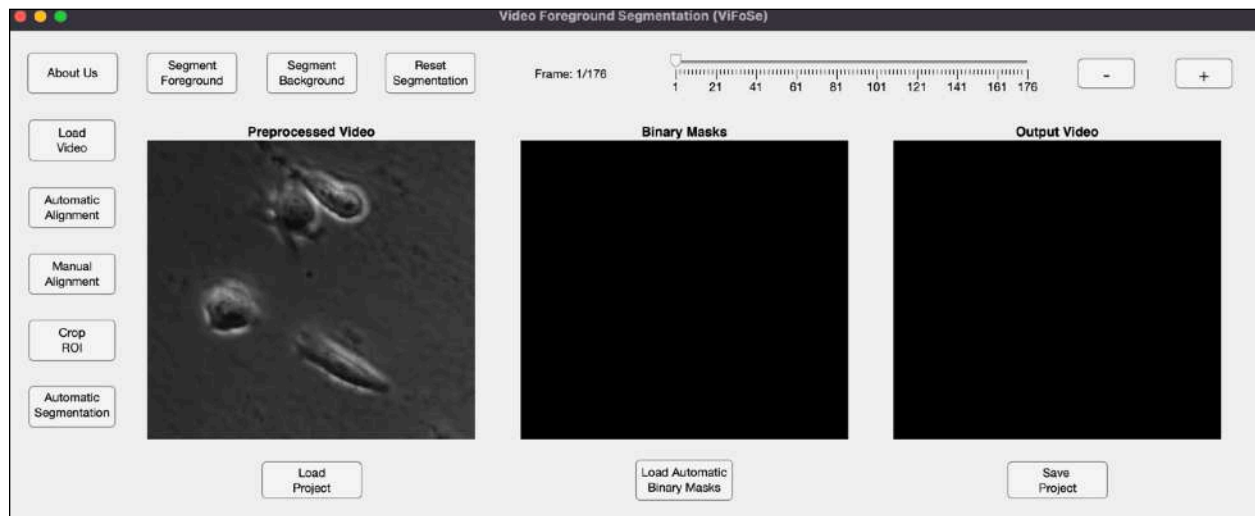 Video Foreground Segmentation (ViFoSe)
About Us
Segment
Foreground
Segment
Background
Reset
Segmentation
Frame: 1/176
1 21 41 61 81 101 121 141 161 176
-
+
Load
Video
Automatic
Alignment
Manual
Alignment
Crop
ROI
Automatic
Segmentation
Preprocessed Video
Binary Masks
Output Video
Load
Project
Load Automatic
Binary Masks
Save
Project